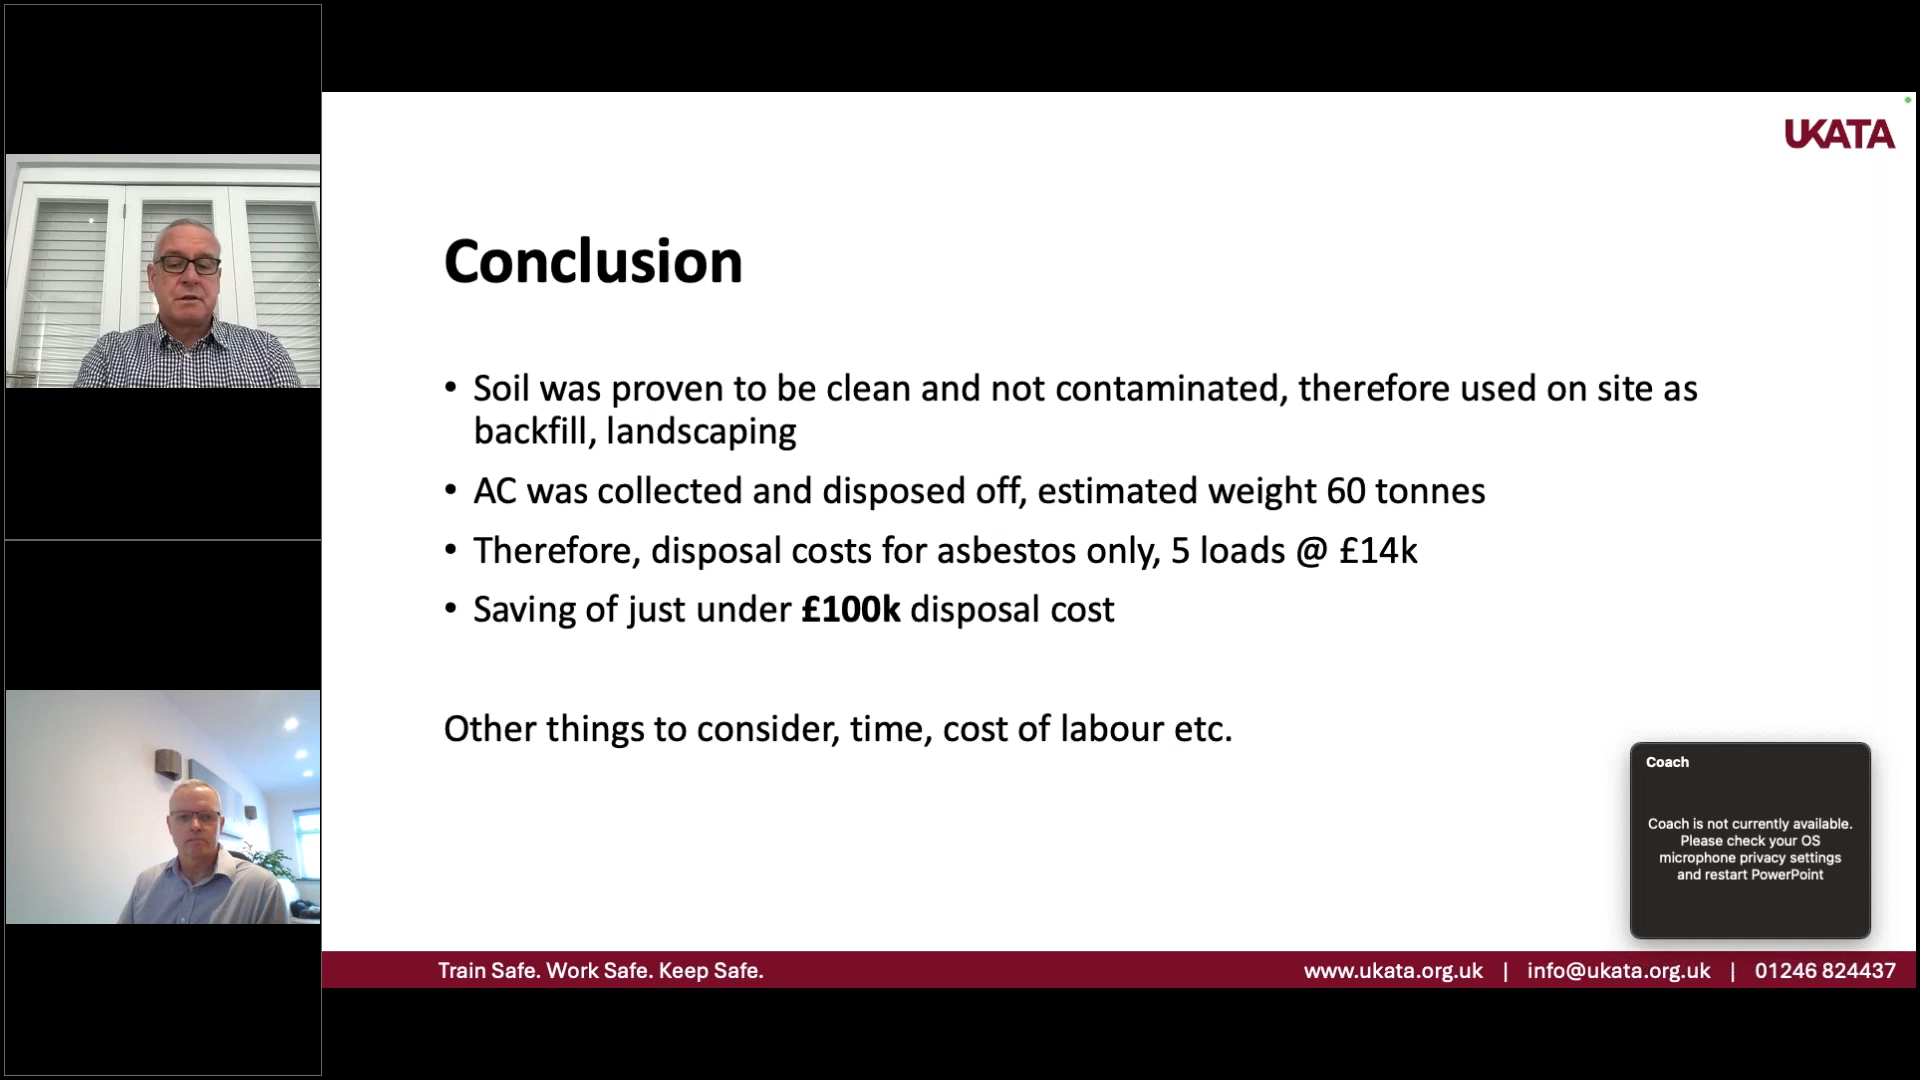 UKATA
Conclusion
• Soil was proven to be clean and not contaminated, therefore used on site as
backfill, landscaping
• AC was collected and disposed off, estimated weight 60 tonnes
• Therefore, disposal costs for asbestos only, 5 loads @ £14k
• Saving of just under £100k disposal cost
Other things to consider, time, cost of labour etc.
Coach
Coach is not currently available.
Please check your OS
microphone privacy settings
and restart PowerPoint
Train Safe. Work Safe. Keep Safe.
www.ukata.org.uk | info@ukata.org.uk | 01246 824437